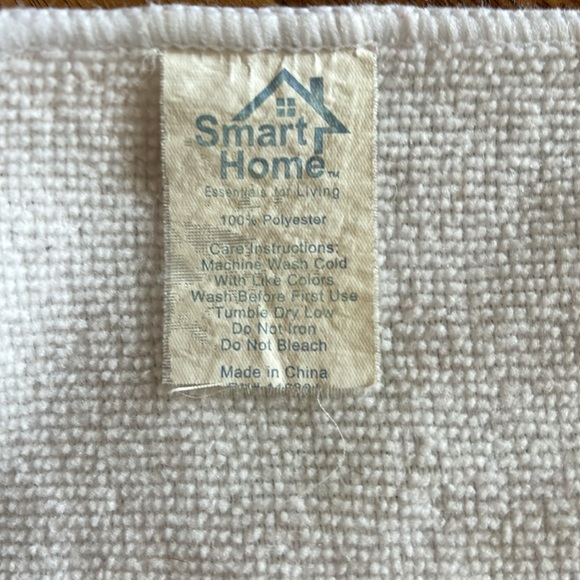 Smart
Home™
Essentials for Living
100% Polyester
Care Instructions:
Machine Wash Cold
With Like Colors
Wash Before First Use
Tumble Dry Low
Do Not Iron
Do Not Bleach
Made in China